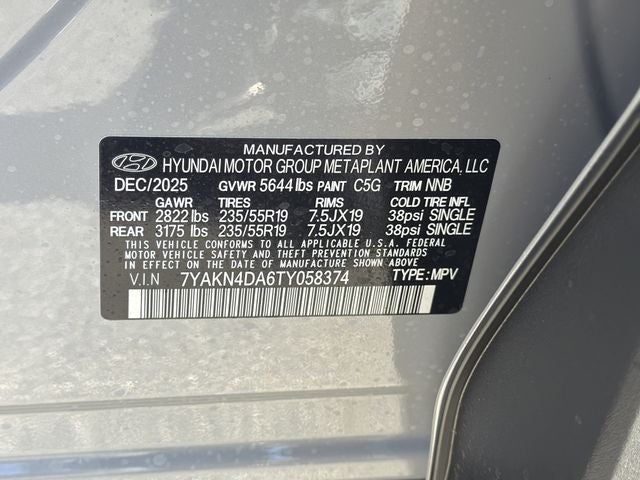 MANUFACTURED BY
HYUNDAI MOTOR GROUP METAPLANT AMERICA, LLC
DEC/2025 GVWR 5644 lbs PAINT C5G TRIM NNB
GAWR TIRES RIMS COLD TIRE INFL
FRONT 2822 lbs 235/55R19 7.5JX19 38psi SINGLE
REAR 3175 lbs 235/55R19 7.5JX19 38psi SINGLE
THIS VEHICLE CONFORMS TO ALL APPLICABLE U.S.A. FEDERAL
MOTOR VEHICLE SAFETY AND THEFT PREVENTION STANDARDS
IN EFFECT ON THE DATE OF MANUFACTURE SHOWN ABOVE
V.I.N 7YAKN4DA6TY058374 TYPE: MPV